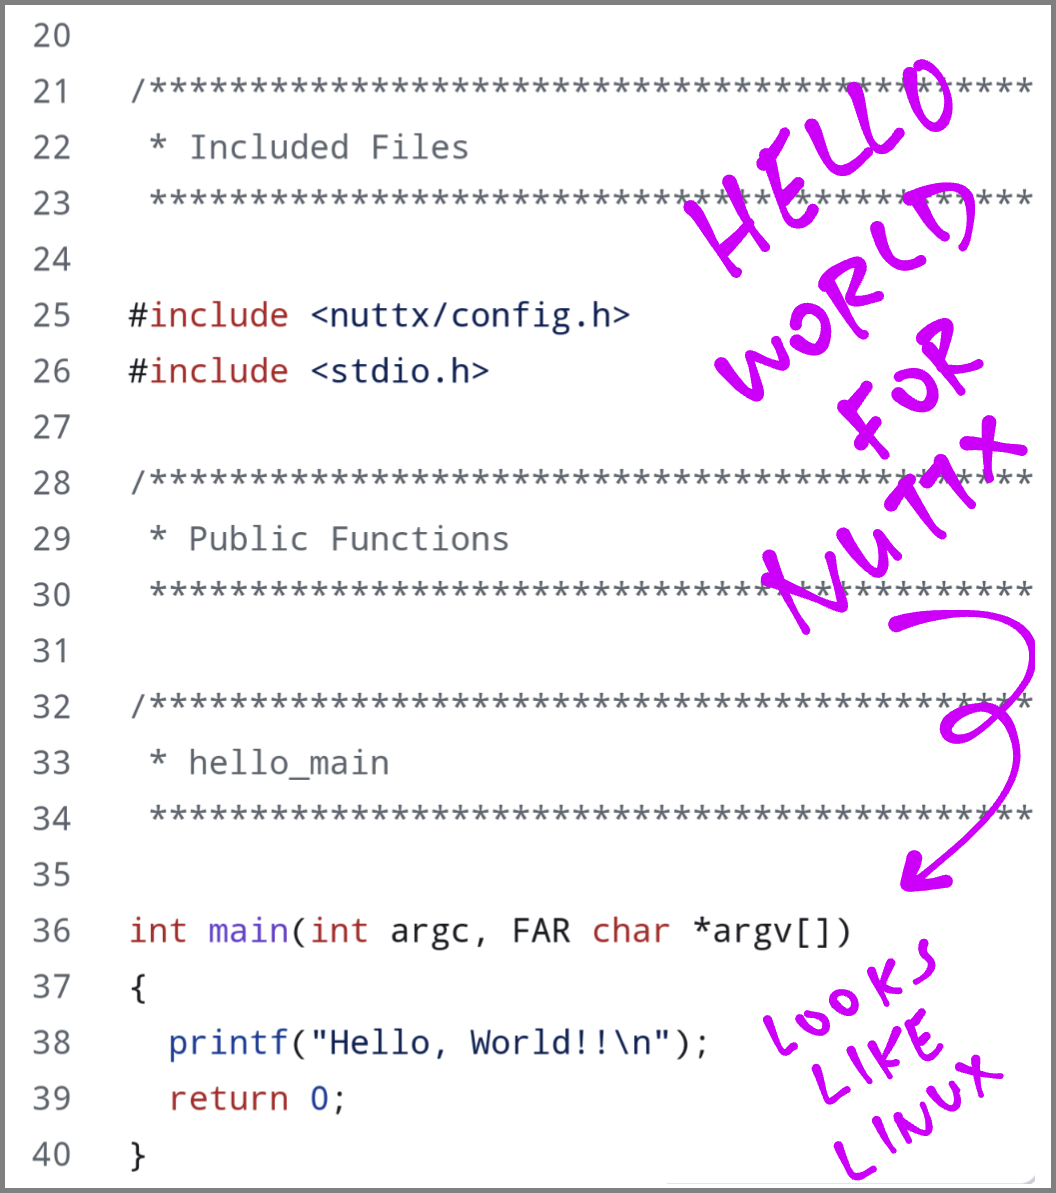 20
21 /********************************************
22  * Included Files
23  ********************************************
24
25 #include <nuttx/config.h>
26 #include <stdio.h>
27
28 /********************************************
29  * Public Functions
30  ********************************************
31
32 /********************************************
33  * hello_main
34  ********************************************
35
36 int main(int argc, FAR char *argv[])
37 {
38   printf("Hello, World!!\n");
39   return 0;
40 }
HELLO
WORLD
FOR
NUTTX
LOOKS
LIKE
LINUX